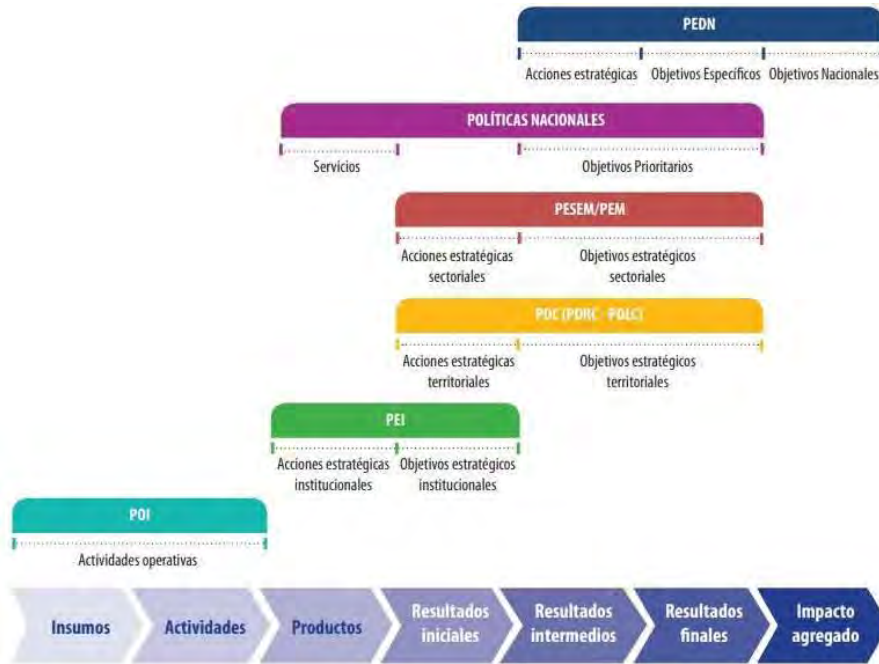 PEDN
Acciones estratégicas
Objetivos Específicos
Objetivos Nacionales
POLÍTICAS NACIONALES
Servicios
Objetivos Prioritarios
PESEM/PEM
Acciones estratégicas
sectoriales
Objetivos estratégicos
sectoriales
PDC (PDRC - PDLC)
Acciones estratégicas
territoriales
Objetivos estratégicos
territoriales
PEI
Acciones estratégicas
institucionales
Objetivos estratégicos
institucionales
POI
Actividades operativas
Insumos
Actividades
Productos
Resultados
iniciales
Resultados
intermedios
Resultados
finales
Impacto
agregado